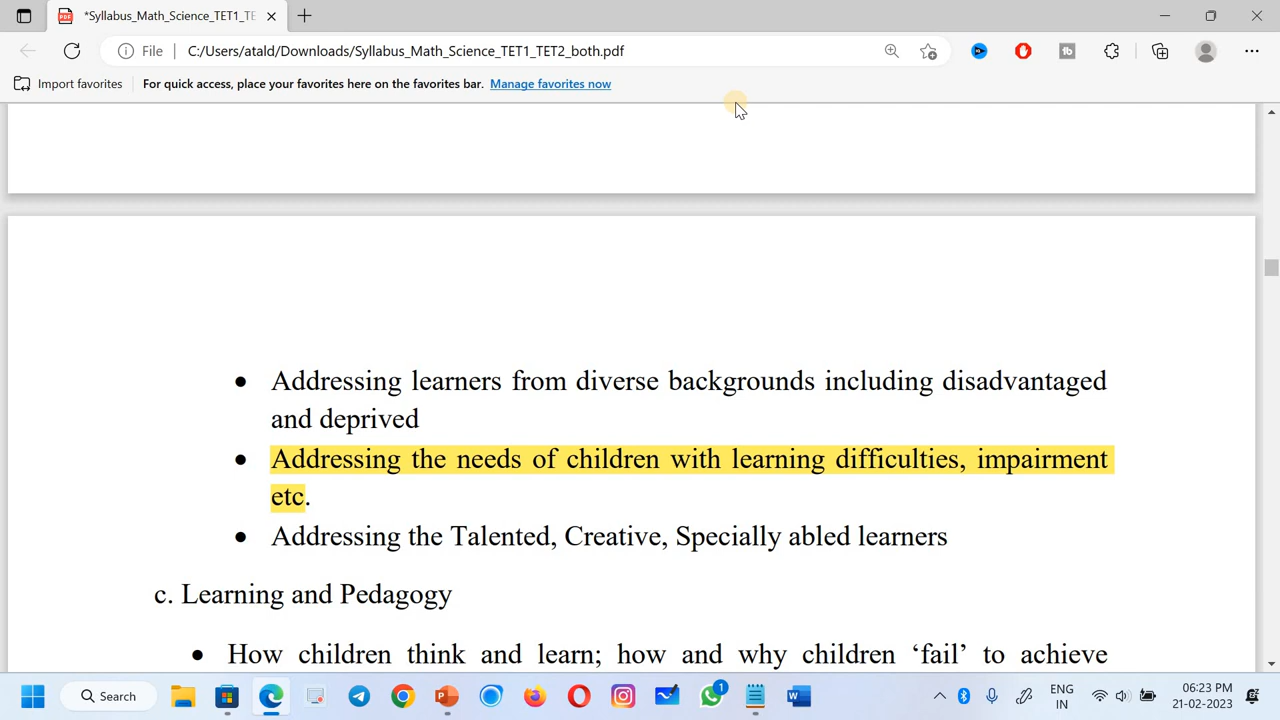 *Syllabus_Math_Science_TET1_TE
File
C:/Users/atald/Downloads/Syllabus_Math_Science_TET1_TET2_both.pdf
Import favorites
For quick access, place your favorites here on the favorites bar. Manage favorites now
• Addressing learners from diverse backgrounds including disadvantaged
and deprived
• Addressing the needs of children with learning difficulties, impairment
etc.
• Addressing the Talented, Creative, Specially abled learners
c. Learning and Pedagogy
• How children think and learn; how and why children ‘fail’ to achieve
Search
1
ENG
IN
06:23 PM
21-02-2023